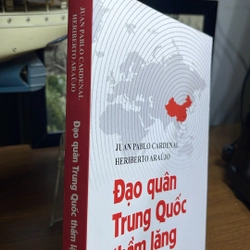 JUAN PABLO CARDENAL
HERIBERTO ARAÚJO
Đạo quân Trung Quốc thầm
JUAN PABLO CARDENAL
HERIBERTO ARAÚJO
Đạo quân
Trung Quốc
thầm lặng